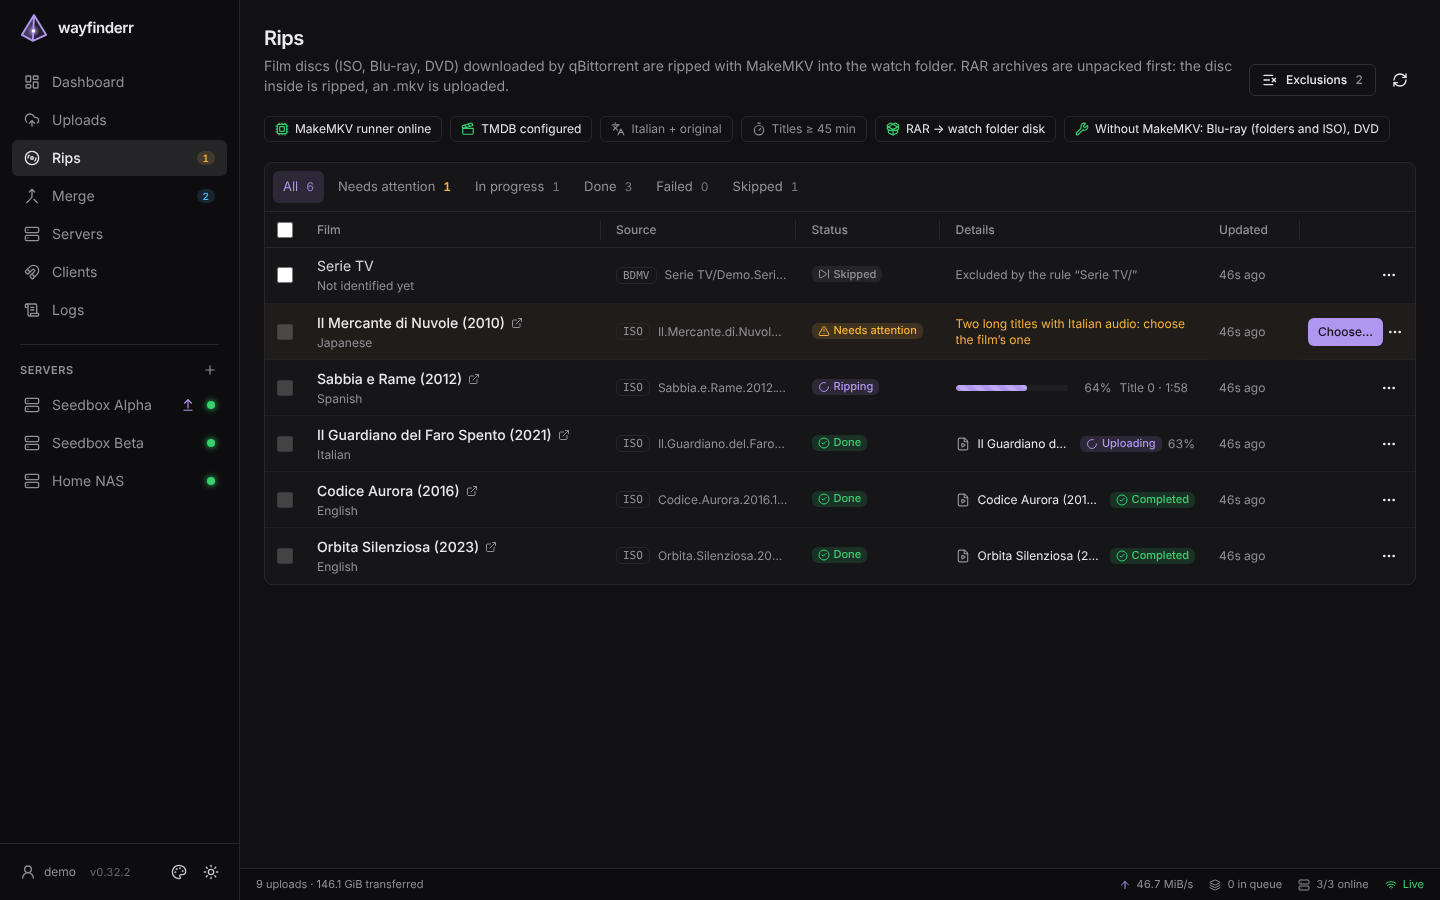 wayfinderr
Dashboard
Uploads
Rips 1
Merge 2
Servers
Clients
Logs
SERVERS
Seedbox Alpha
Seedbox Beta
Home NAS
demo v0.32.2
Rips
Film discs (ISO, Blu-ray, DVD) downloaded by qBittorrent are ripped with MakeMKV into the watch folder. RAR archives are unpacked first: the disc
inside is ripped, an .mkv is uploaded.
Exclusions 2
MakeMKV runner online TMDB configured Italian + original Titles ≥ 45 min RAR → watch folder disk Without MakeMKV: Blu-ray (folders and ISO), DVD
All 6 Needs attention 1 In progress 1 Done 3 Failed 0 Skipped 1
Film Source Status Details Updated
Serie TV
Not identified yet
BDMV Serie TV/Demo.Seri... Skipped Excluded by the rule “Serie TV/” 46s ago
Il Mercante di Nuvole (2010)
Japanese
ISO Il.Mercante.di.Nuvol... Needs attention
Two long titles with Italian audio: choose
the film’s one
46s ago Choose... 
Sabbia e Rame (2012)
Spanish
ISO Sabbia.e.Rame.2012.... Ripping 64% Title 0 · 1:58 46s ago
Il Guardiano del Faro Spento (2021)
Italian
ISO Il.Guardiano.del.Faro... Done Il Guardiano d... Uploading 63% 46s ago
Codice Aurora (2016)
English
ISO Codice.Aurora.2016.1... Done Codice Aurora (201... Completed 46s ago
Orbita Silenziosa (2023)
English
ISO Orbita.Silenziosa.20... Done Orbita Silenziosa (2... Completed 46s ago
9 uploads · 146.1 GiB transferred 46.7 MiB/s 0 in queue 3/3 online Live